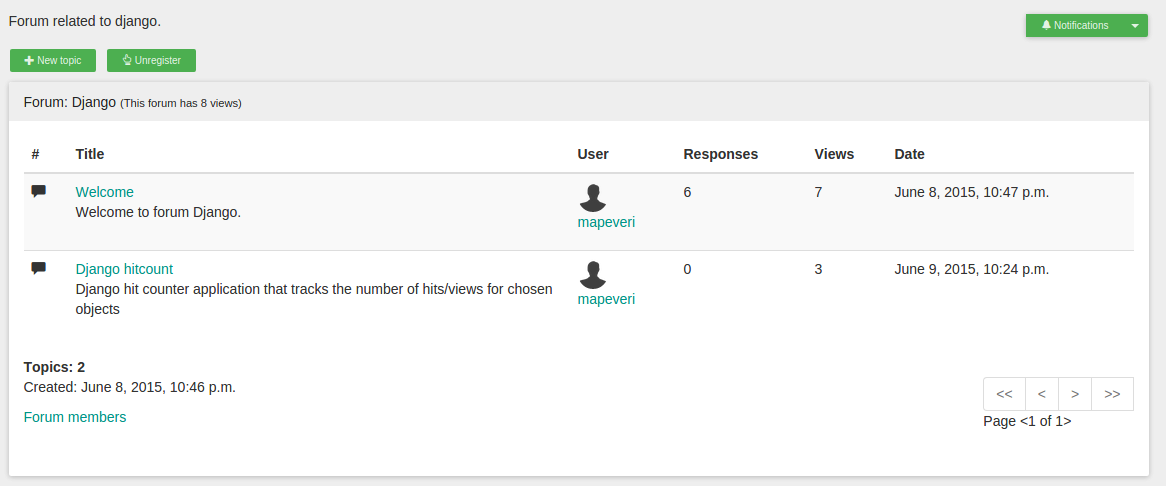 Forum related to django.
Notifications
New topic
Unregister
Forum: Django (This forum has 8 views)
# Title User Responses Views Date
Welcome
Welcome to forum Django.
mapeveri
6
7
June 8, 2015, 10:47 p.m.
Django hitcount
Django hit counter application that tracks the number of hits/views for chosen
objects
mapeveri
0
3
June 9, 2015, 10:24 p.m.
Topics: 2
Created: June 8, 2015, 10:46 p.m.
Forum members
<< < > >>
Page <1 of 1>